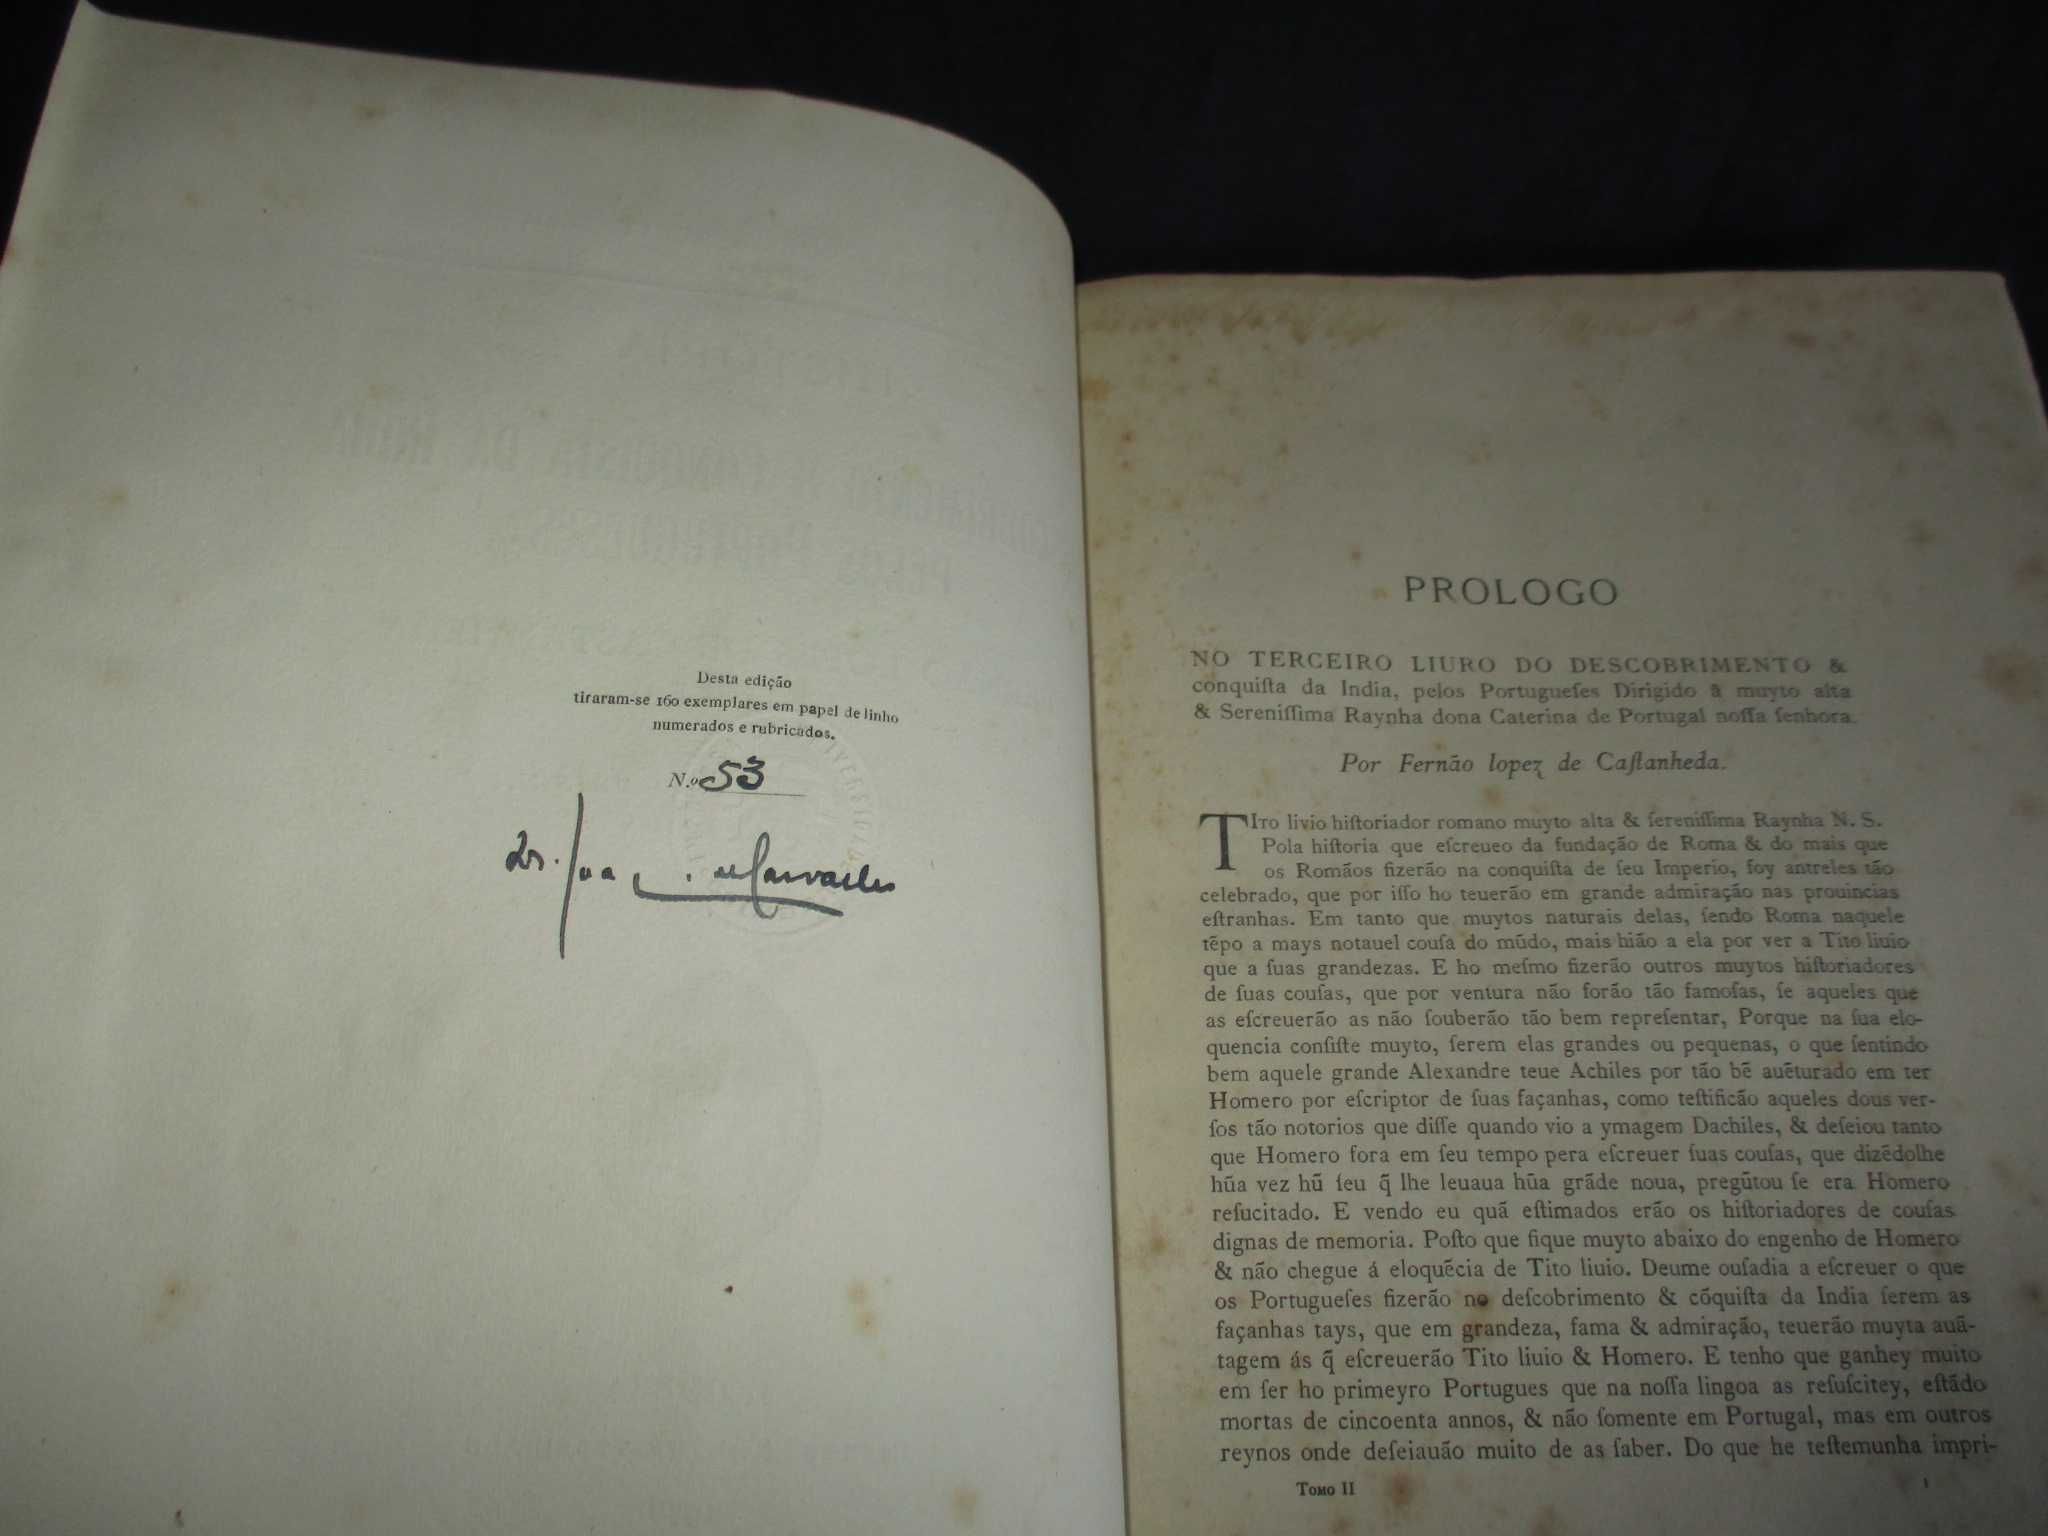 Desta edição
tiraram-se 160 exemplares em papel de linho
numerados e rubricados.
N.o 53
PROLOGO
NO TERCEIRO LIURO DO DESCOBRIMENTO &
conquiſta da India, pelos Portugueſes Dirigido â muyto alta
& Sereniſſima Raynha dona Caterina de Portugal noſſa ſenhora.
Por Fernão lopez de Caſtanheda.
TITO livio hiſtoriador romano muyto alta & ſereniſſima Raynha N. S.
Pola hiſtoria que eſcreueo da fundação de Roma & do mais que
os Romãos fizerão na conquiſta de ſeu Imperio, foy antreles tão
celebrado, que por iſſo ho teuerão em grande admiração nas prouincias
eſtranhas. Em tanto que muytos naturais delas, ſendo Roma naquele
tẽpo a mays notauel couſa do mũdo, mais hião a ela por ver a Tito liuio
que a ſuas grandezas. E ho meſmo fizerão outros muytos hiſtoriadores
de ſuas couſas, que por ventura não forão tão famoſas, ſe aqueles que
as eſcreuerão as não ſouberão tão bem repreſentar, Porque na ſua elo-
quencia conſiſte muyto, ſerem elas grandes ou pequenas, o que ſentindo
bem aquele grande Alexandre teue Achiles por tão bẽ auẽturado em ter
Homero por eſcriptor de ſuas façanhas, como teſtificão aqueles dous ver-
ſos tão notorios que diſſe quando vio a ymagem Dachiles, & deſeiou tanto
que Homero fora em ſeu tempo pera eſcreuer ſuas couſas, que dizẽdolhe
hũa vez hũ ſeu q̃ lhe leuaua hũa grãde noua, pregũtou ſe era Homero
reſucitado. E vendo eu quã eſtimados erão os hiſtoriadores de couſas
dignas de memoria. Poſto que fique muyto abaixo do engenho de Homero
& não chegue á eloquẽcia de Tito liuio. Deume ouſadia a eſcreuer o que
os Portugueſes fizerão no deſcobrimento & cõquiſta da India ſerem as
façanhas tays, que em grandeza, fama & admiração, teuerão muyta auã-
tagem ás q̃ eſcreuerão Tito liuio & Homero. E tenho que ganhey muito
em ſer ho primeyro Portugues que na noſſa lingoa as reſuſcitey, eſtãdo
mortas de cincoenta annos, & não ſomente em Portugal, mas em outros
reynos onde deſeiauão muito de as ſaber. Do que he teſtemunha impri-
Tomo II
1